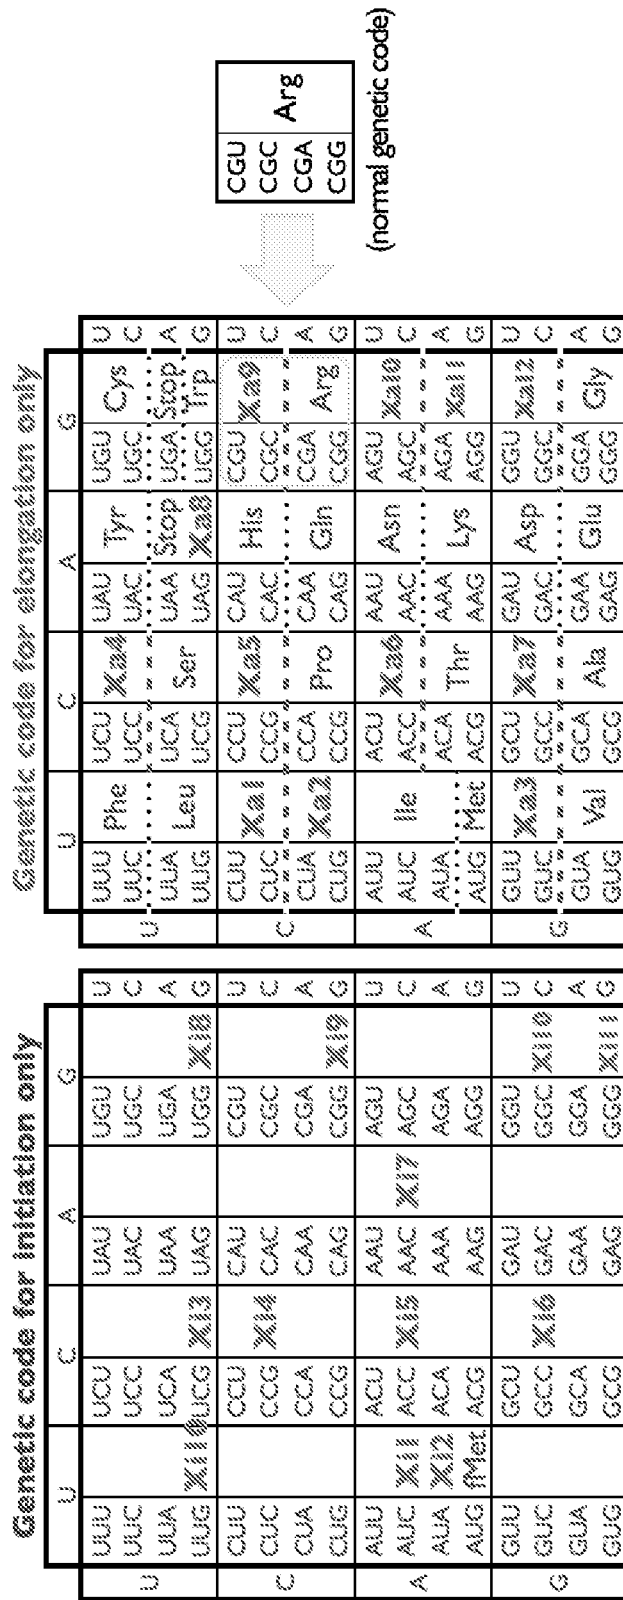 Genetic code for initiation only
U C A G
U UUU UCU UAU UGU U
UUC UCC UAC UGC C
UUA UCA UAA UGA A
UUG UCG Xi3 UAG UGG Xi8 G
C CUU CCU CAU CGU U
CUC CCG Xi4 CAC CGC C
CUA CCA CAA CGA A
CUG CCG CAG CGG Xi9 G
A AUU ACU AAU AGU U
AUC Xi1 ACC Xi5 AAC Xi7 AGC C
AUA Xi2 ACA AAA AGA A
AUG fMet ACG AAG AGG G
G GUU GCU GAU GGU U
GUC GCC Xi6 GAC GGC Xi10 C
GUA GCA GAA GGA A
GUG GCG GAG GGG Xi11 G
Genetic code for elongation only
U C A G
U UUU Phe UCU Xa4 UAU Tyr UGU Cys U
UUC UCC UAC UGC C
UUA Leu UCA Ser UAA Stop UGA Stop A
UUG UCG UAG Xa8 UGG Trp G
C CUU Xa1 CCU Xa5 CAU His CGU Xa9 U
CUC CCG CAC CGC C
CUA Xa2 CCA Pro CAA Gln CGA Arg A
CUG CCG CAG CGG G
A AUU Ile ACU Xa6 AAU Asn AGU Xa10 U
AUC ACC AAC AGC C
AUA ACA Thr AAA Lys AGA Xa11 A
AUG Met ACG AAG AGG G
G GUU Xa3 GCU Xa7 GAU Asp GGU Xa12 U
GUC GCC GAC GGC C
GUA Val GCA Ala GAA Glu GGA Gly A
GUG GCG GAG GGG G
CGU Arg
CGC
CGA
CGG
(normal genetic code)